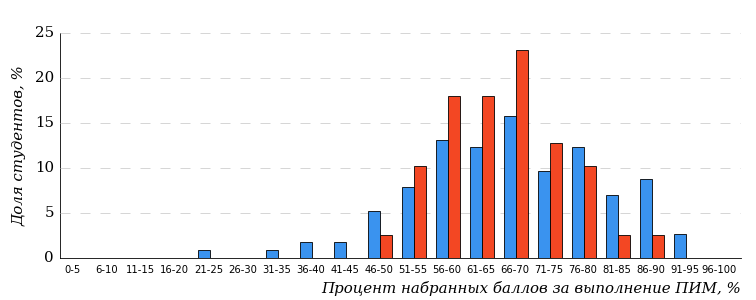 Доля студентов, %
25
20
15
10
5
0
0-5 6-10 11-15 16-20 21-25 26-30 31-35 36-40 41-45 46-50 51-55 56-60 61-65 66-70 71-75 76-80 81-85 86-90 91-95 96-100
Процент набранных баллов за выполнение ПИМ, %